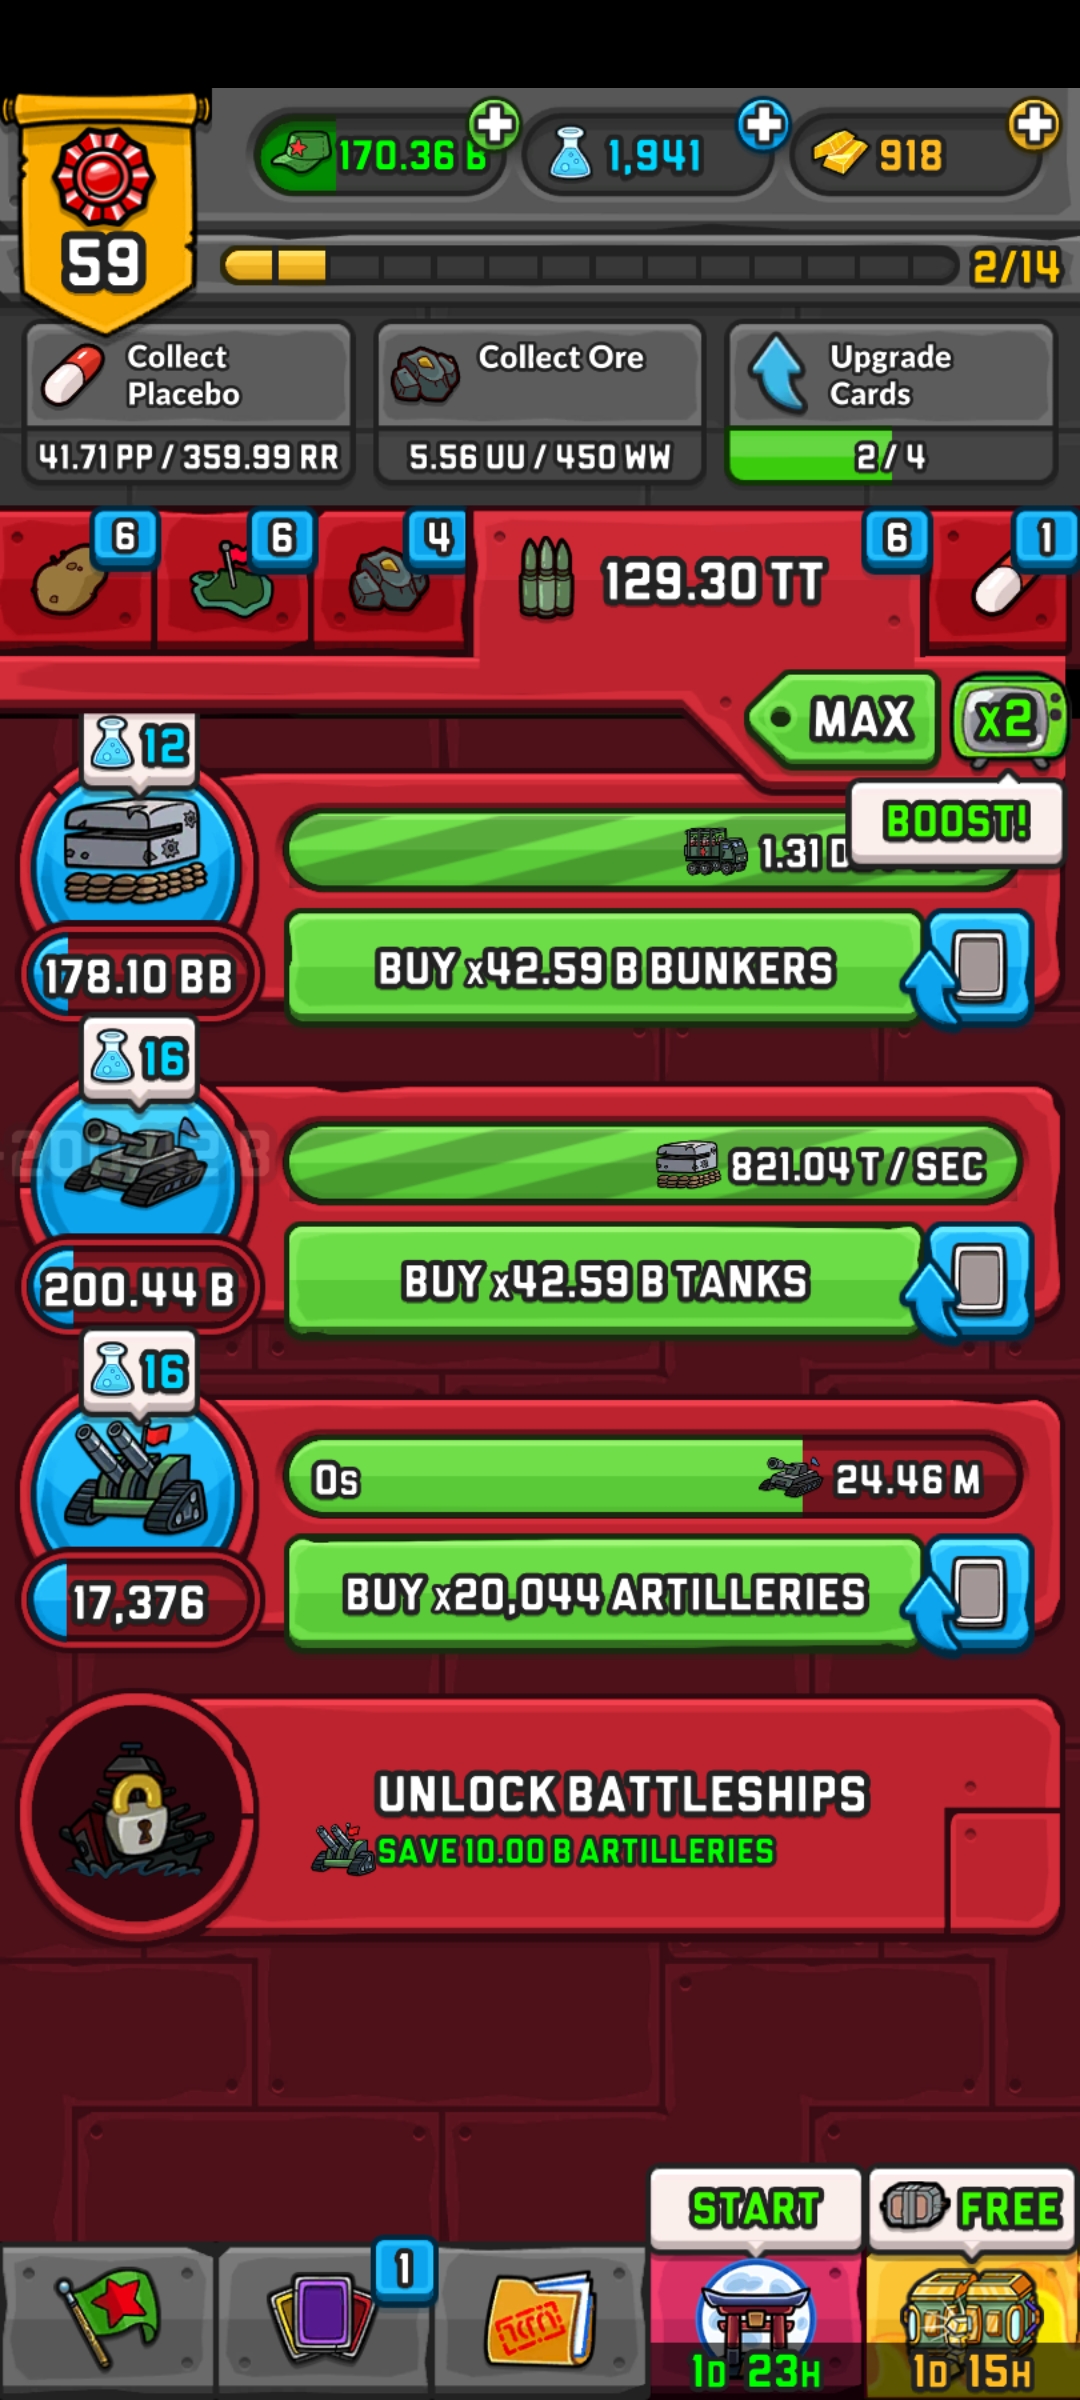 170.36 B
1,941
918
59
2/14
Collect
Placebo
41.71 PP / 359.99 RR
Collect Ore
5.56 UU / 450 WW
Upgrade
Cards
2 / 4
6
6
4
129.30 TT
6
1
MAX
x2
BOOST!
12
1.31
BUY x42.59 B BUNKERS
178.10 BB
16
821.04 T / SEC
BUY x42.59 B TANKS
200.44 B
16
0s
24.46 M
BUY x20,044 ARTILLERIES
17,376
UNLOCK BATTLESHIPS
SAVE 10.00 B ARTILLERIES
START
FREE
1
1D 23H
1D 15H